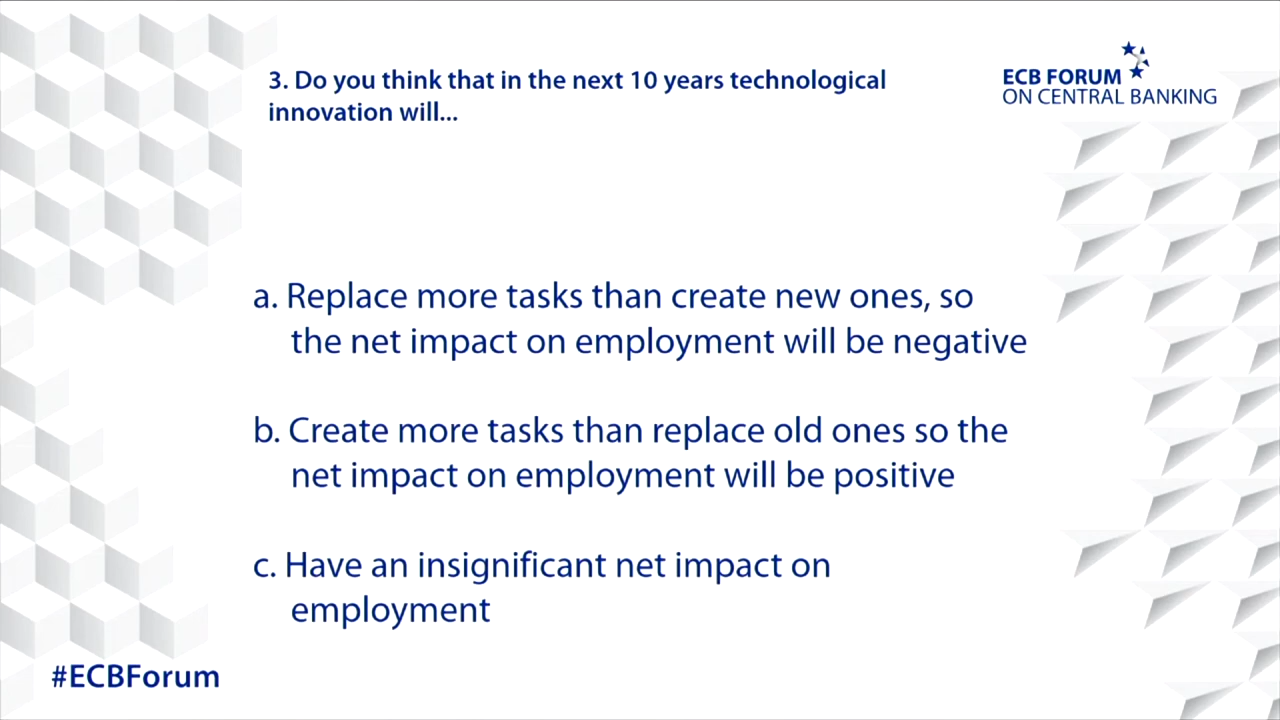 3. Do you think that in the next 10 years technological
innovation will...
ECB FORUM
ON CENTRAL BANKING
a. Replace more tasks than create new ones, so
the net impact on employment will be negative
b. Create more tasks than replace old ones so the
net impact on employment will be positive
c. Have an insignificant net impact on
employment
#ECBForum